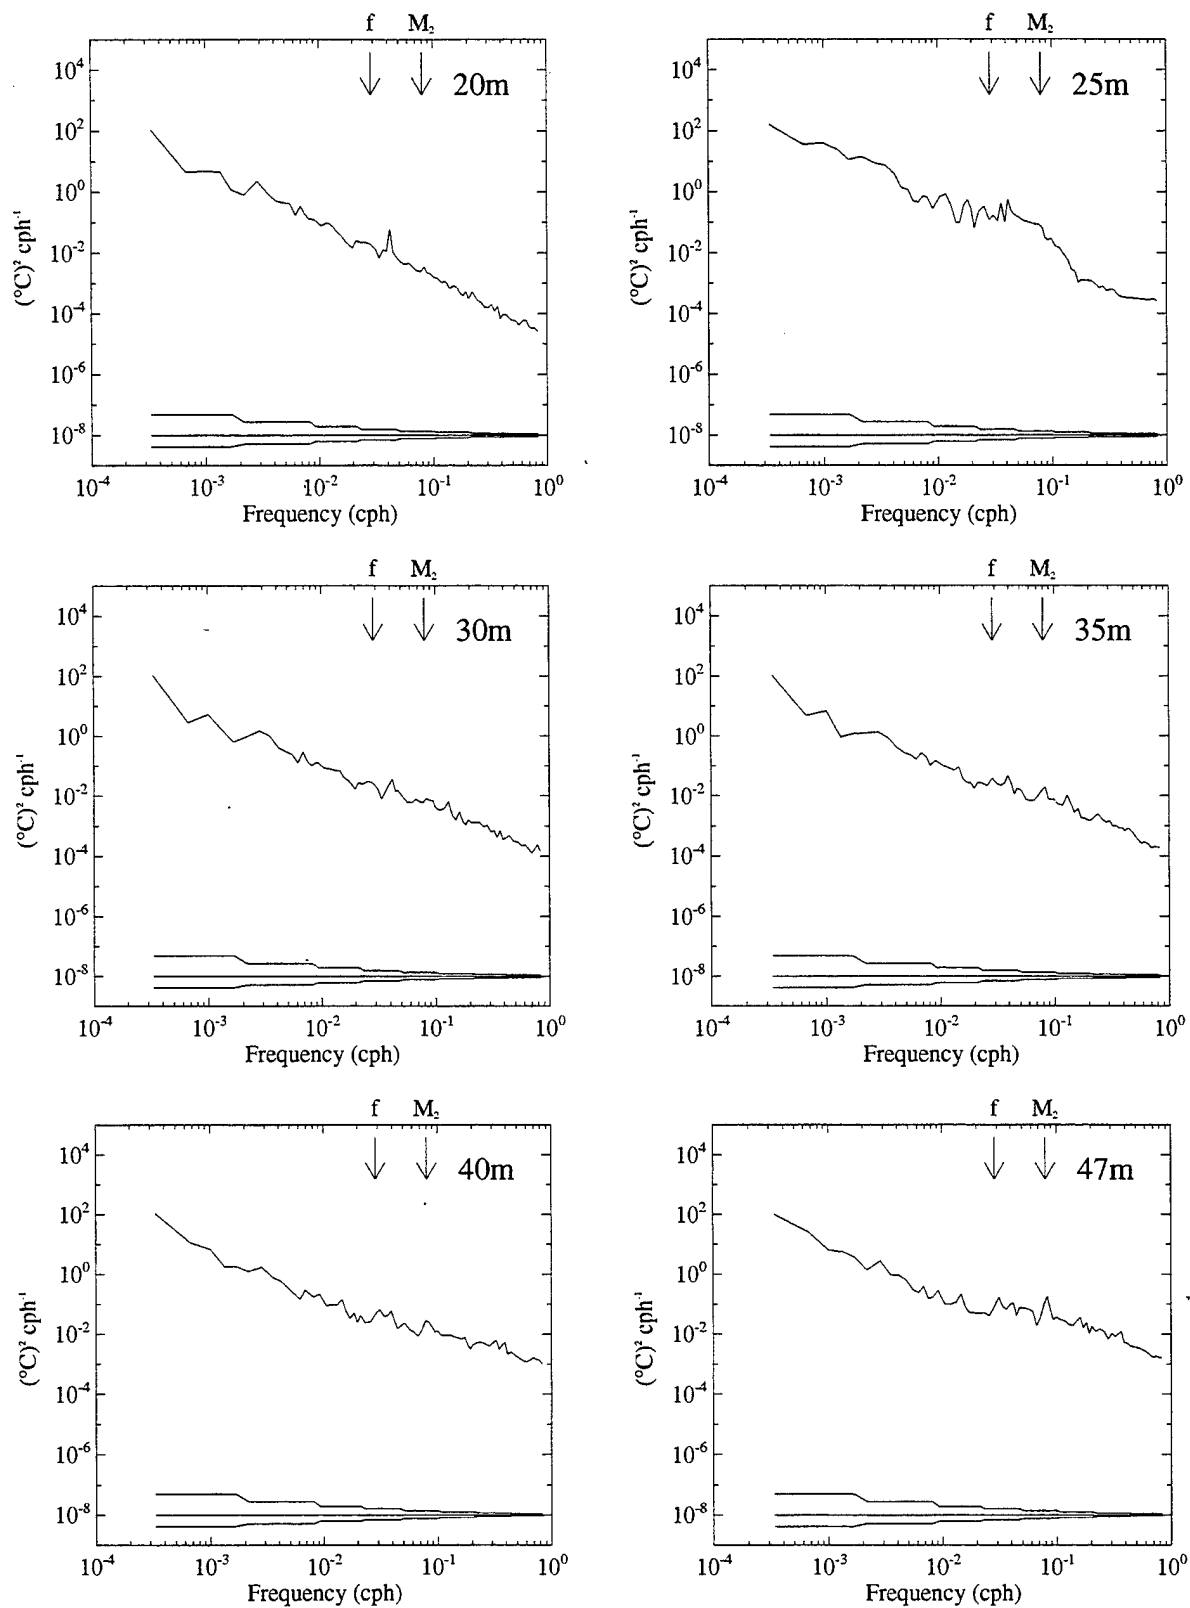 f M₂ f M₂
20m 25m
10⁴ 10⁴
10² 10²
10⁰ 10⁰
10⁻² 10⁻²
10⁻⁴ 10⁻⁴
10⁻⁶ 10⁻⁶
10⁻⁸ 10⁻⁸
(°C)² cph⁻¹ (°C)² cph⁻¹
10⁻⁴ 10⁻³ 10⁻² 10⁻¹ 10⁰ 10⁻⁴ 10⁻³ 10⁻² 10⁻¹ 10⁰
Frequency (cph) Frequency (cph)
f M₂ f M₂
30m 35m
10⁴ 10⁴
10² 10²
10⁰ 10⁰
10⁻² 10⁻²
10⁻⁴ 10⁻⁴
10⁻⁶ 10⁻⁶
10⁻⁸ 10⁻⁸
(°C)² cph⁻¹ (°C)² cph⁻¹
10⁻⁴ 10⁻³ 10⁻² 10⁻¹ 10⁰ 10⁻⁴ 10⁻³ 10⁻² 10⁻¹ 10⁰
Frequency (cph) Frequency (cph)
f M₂ f M₂
40m 47m
10⁴ 10⁴
10² 10²
10⁰ 10⁰
10⁻² 10⁻²
10⁻⁴ 10⁻⁴
10⁻⁶ 10⁻⁶
10⁻⁸ 10⁻⁸
(°C)² cph⁻¹ (°C)² cph⁻¹
10⁻⁴ 10⁻³ 10⁻² 10⁻¹ 10⁰ 10⁻⁴ 10⁻³ 10⁻² 10⁻¹ 10⁰
Frequency (cph) Frequency (cph)